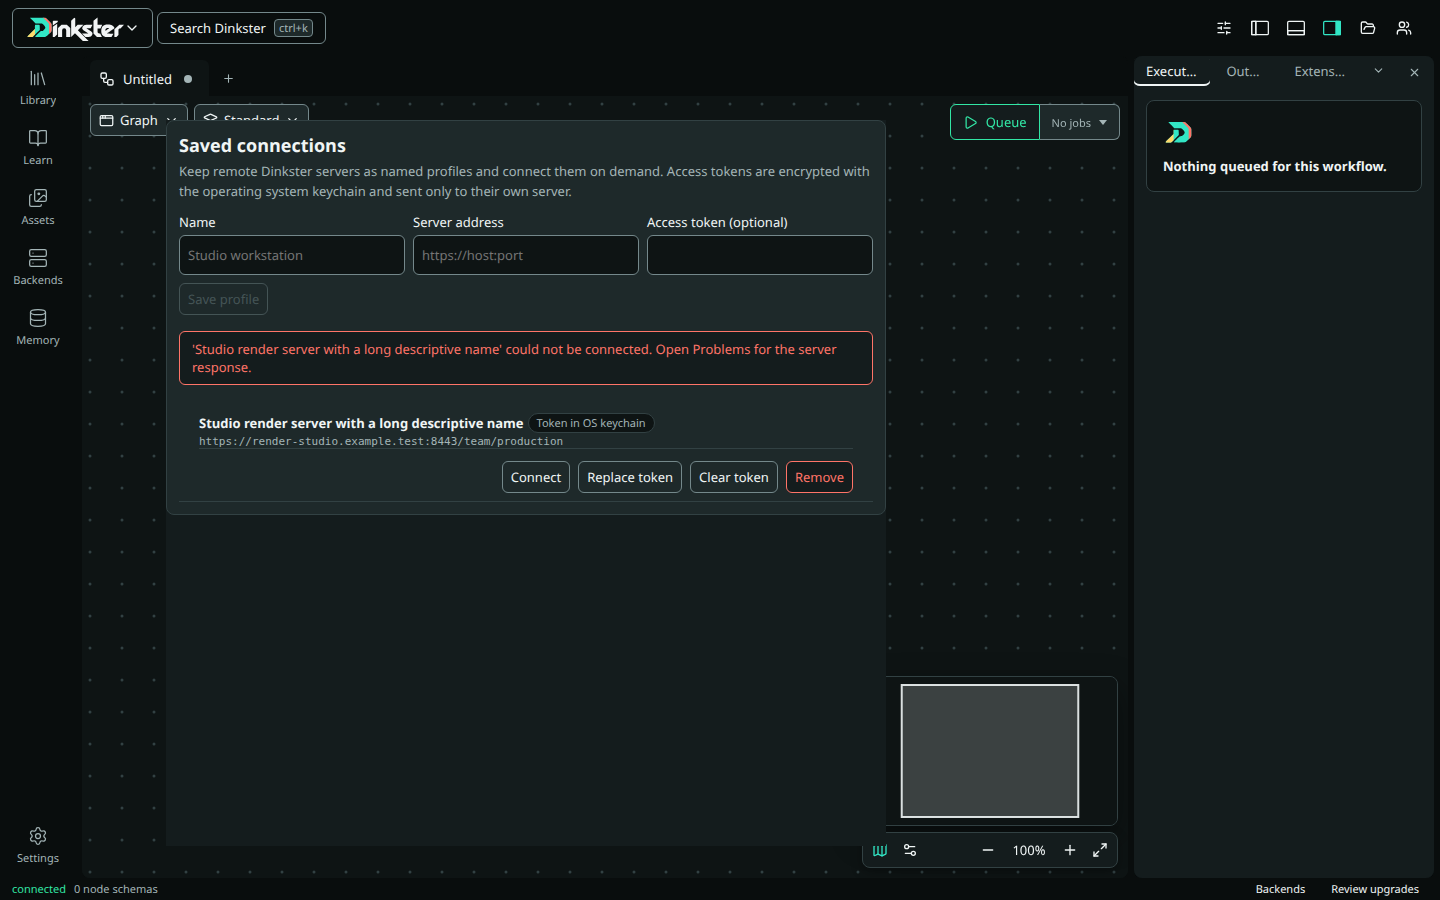 Dinkster
Search Dinkster ctrl+k
Library
Learn
Assets
Backends
Memory
Settings
Untitled
Graph
Standard
Queue
No jobs
Saved connections
Keep remote Dinkster servers as named profiles and connect them on demand. Access tokens are encrypted with
the operating system keychain and sent only to their own server.
Name
Server address
Access token (optional)
Studio workstation
https://host:port
Save profile
'Studio render server with a long descriptive name' could not be connected. Open Problems for the server
response.
Studio render server with a long descriptive name Token in OS keychain
https://render-studio.example.test:8443/team/production
Connect
Replace token
Clear token
Remove
100%
Execut...
Out...
Extens...
Nothing queued for this workflow.
connected 0 node schemas
Backends
Review upgrades